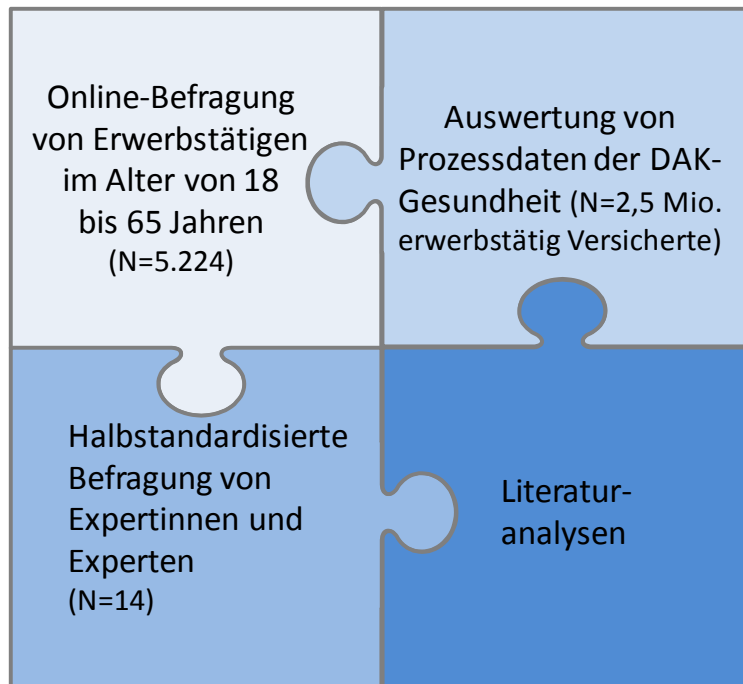 Online-Befragung
von Erwerbstätigen
im Alter von 18
bis 65 Jahren
(N=5.224)
Auswertung von
Prozessdaten der DAK-
Gesundheit (N=2,5 Mio.
erwerbstätig Versicherte)
Halbstandardisierte
Befragung von
Expertinnen und
Experten
(N=14)
Literatur-
analysen